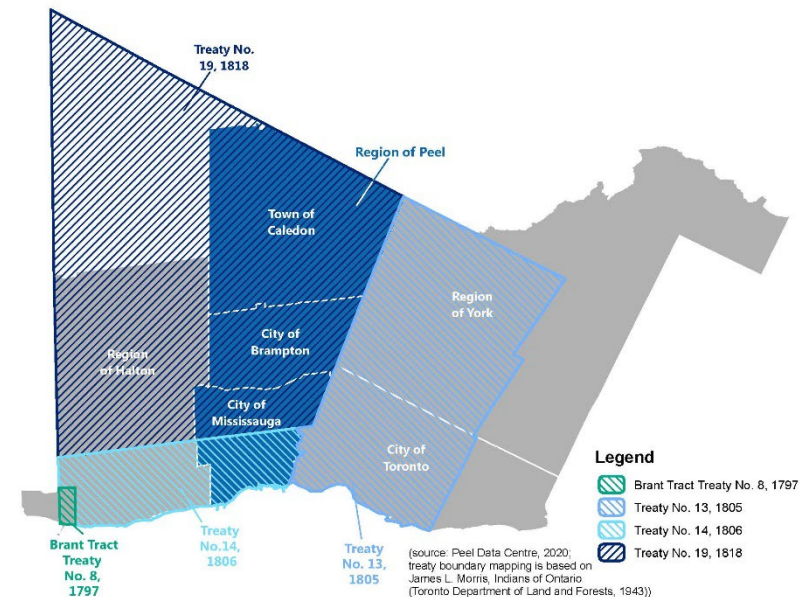 Treaty No.
19, 1818
Region of Peel
Town of
Caledon
Region
of York
City of
Brampton
Region
of Halton
City of
Mississauga
City of
Toronto
Legend
Brant Tract Treaty No. 8, 1797
Treaty No. 13, 1805
Treaty No. 14, 1806
Treaty No. 19, 1818
Brant Tract
Treaty
No. 8,
1797
Treaty
No.14,
1806
Treaty
No. 13,
1805
(source: Peel Data Centre, 2020;
treaty boundary mapping is based on
James L. Morris, Indians of Ontario
(Toronto Department of Land and Forests, 1943))